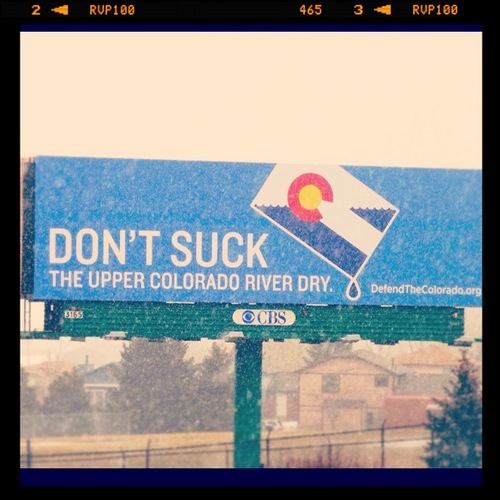 2 RVP100 465 3 RVP100
DON'T SUCK
THE UPPER COLORADO RIVER DRY.
DefendTheColorado.org
3165
CBS